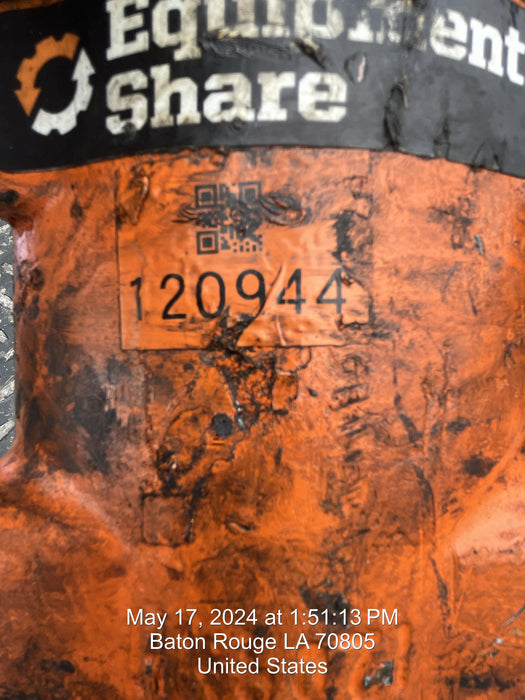 Equipment
Share
120944
May 17, 2024 at 1:51:13 PM
Baton Rouge LA 70805
United States